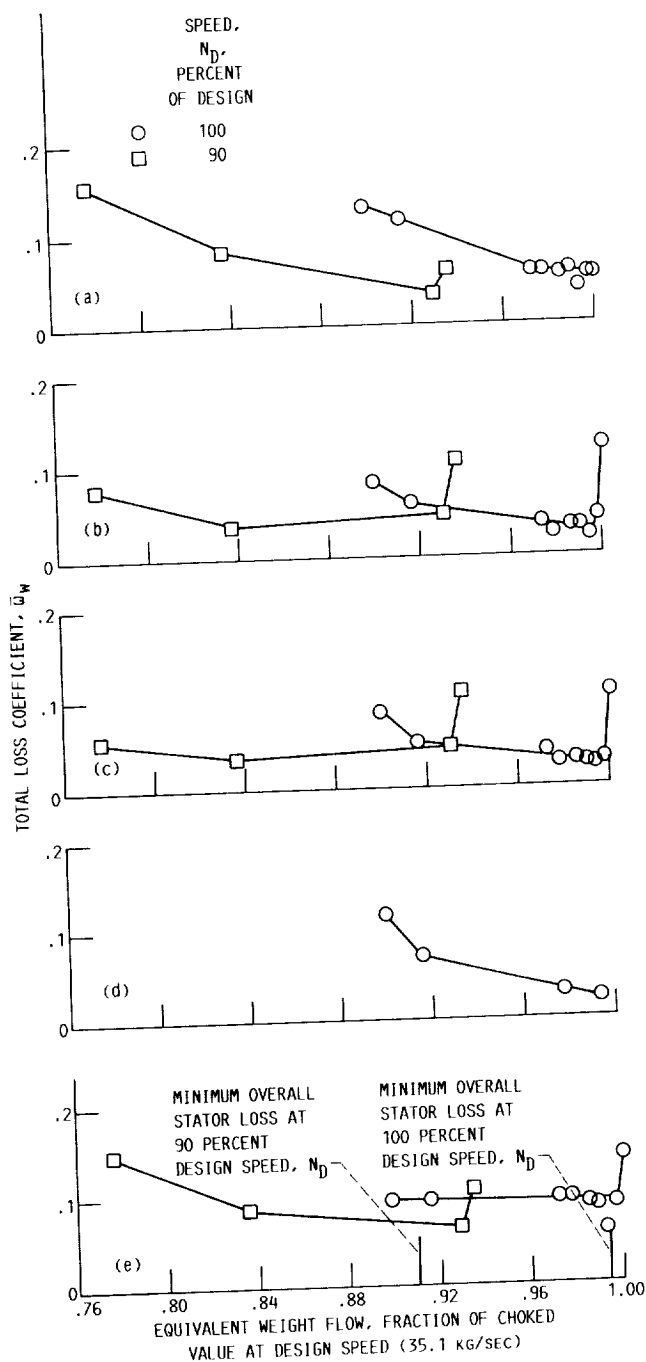 SPEED,
N_D,
PERCENT
OF DESIGN
100
90
.2
.1
0
(a)
.1
0
(b)
TOTAL LOSS COEFFICIENT, ω̄_w
.2
.1
0
(c)
.2
.1
0
(d)
MINIMUM OVERALL
STATOR LOSS AT
90 PERCENT
DESIGN SPEED, N_D
MINIMUM OVERALL
STATOR LOSS AT
100 PERCENT
DESIGN SPEED, N_D
.2
.1
0
(e)
.76 .80 .84 .88 .92 .96 1.00
EQUIVALENT WEIGHT FLOW, FRACTION OF CHOKED
VALUE AT DESIGN SPEED (35.1 KG/SEC)